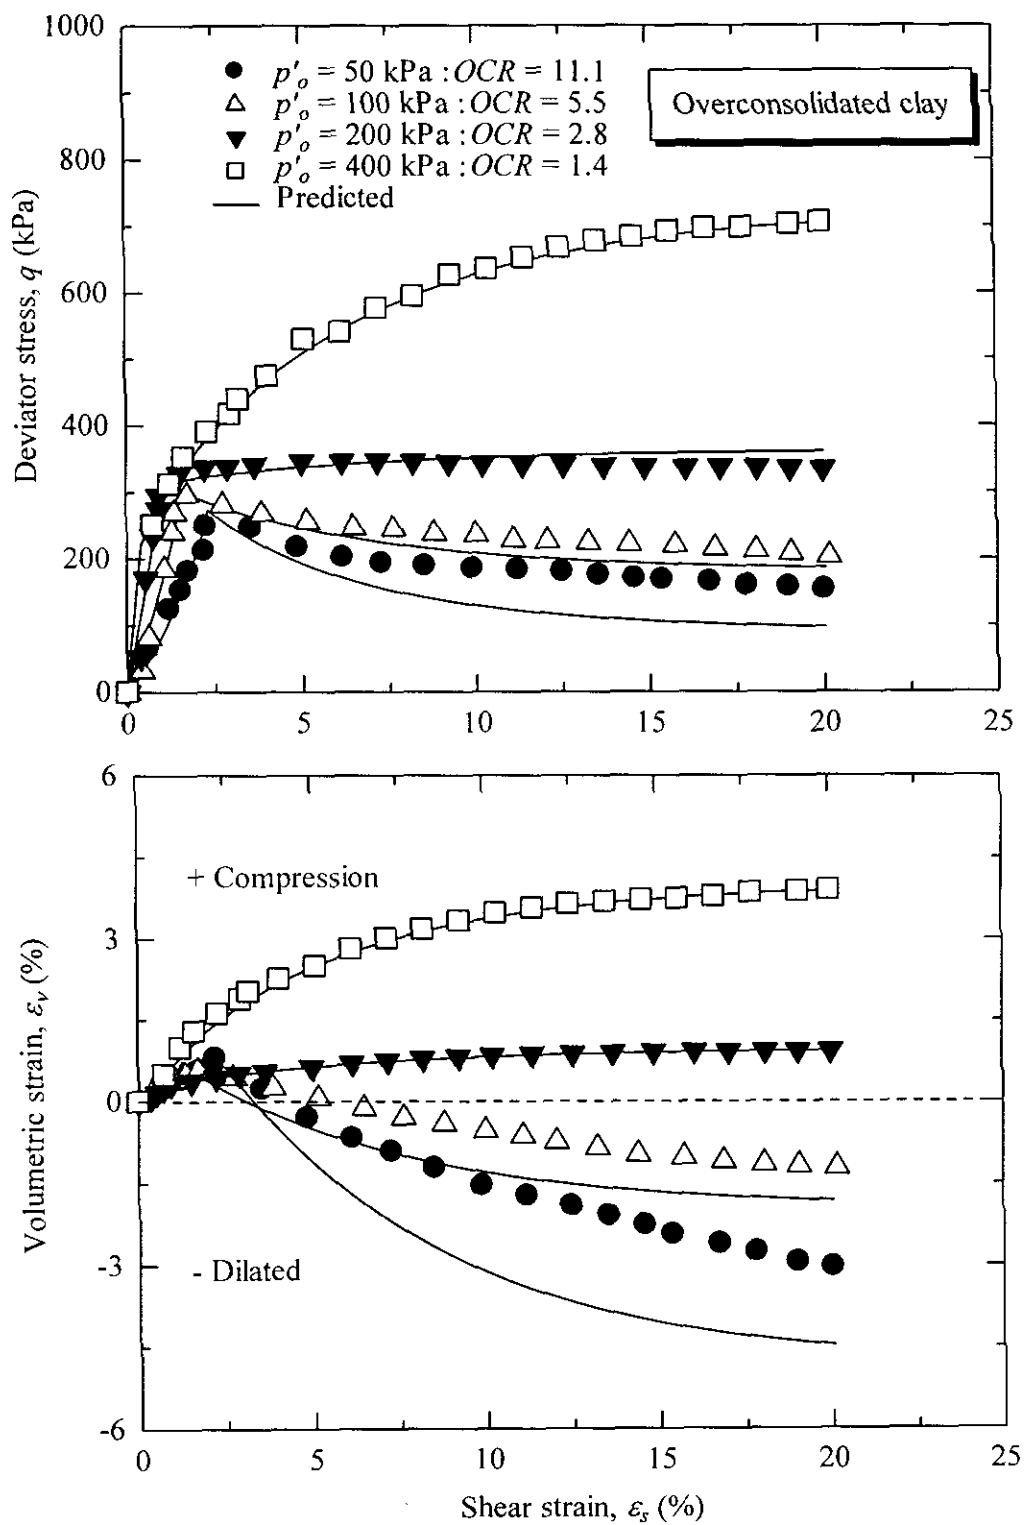 1000
800
600
400
200
0
Deviator stress, q (kPa)
p'o = 50 kPa : OCR = 11.1
p'o = 100 kPa : OCR = 5.5
p'o = 200 kPa : OCR = 2.8
p'o = 400 kPa : OCR = 1.4
Predicted
Overconsolidated clay
0 5 10 15 20 25
6
3
0
-3
-6
Volumetric strain, εv (%)
+ Compression
- Dilated
0 5 10 15 20 25
Shear strain, εs (%)